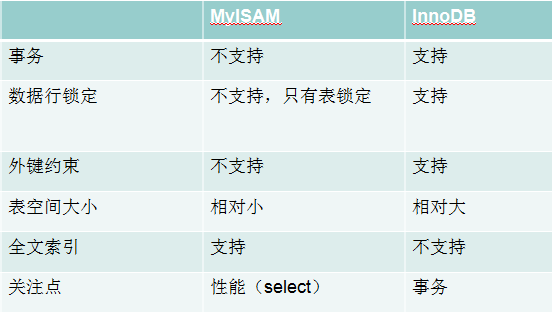 MyISAM InnoDB
事务 不支持 支持
数据行锁定 不支持，只有表锁定 支持
外键约束 不支持 支持
表空间大小 相对小 相对大
全文索引 支持 不支持
关注点 性能（select） 事务